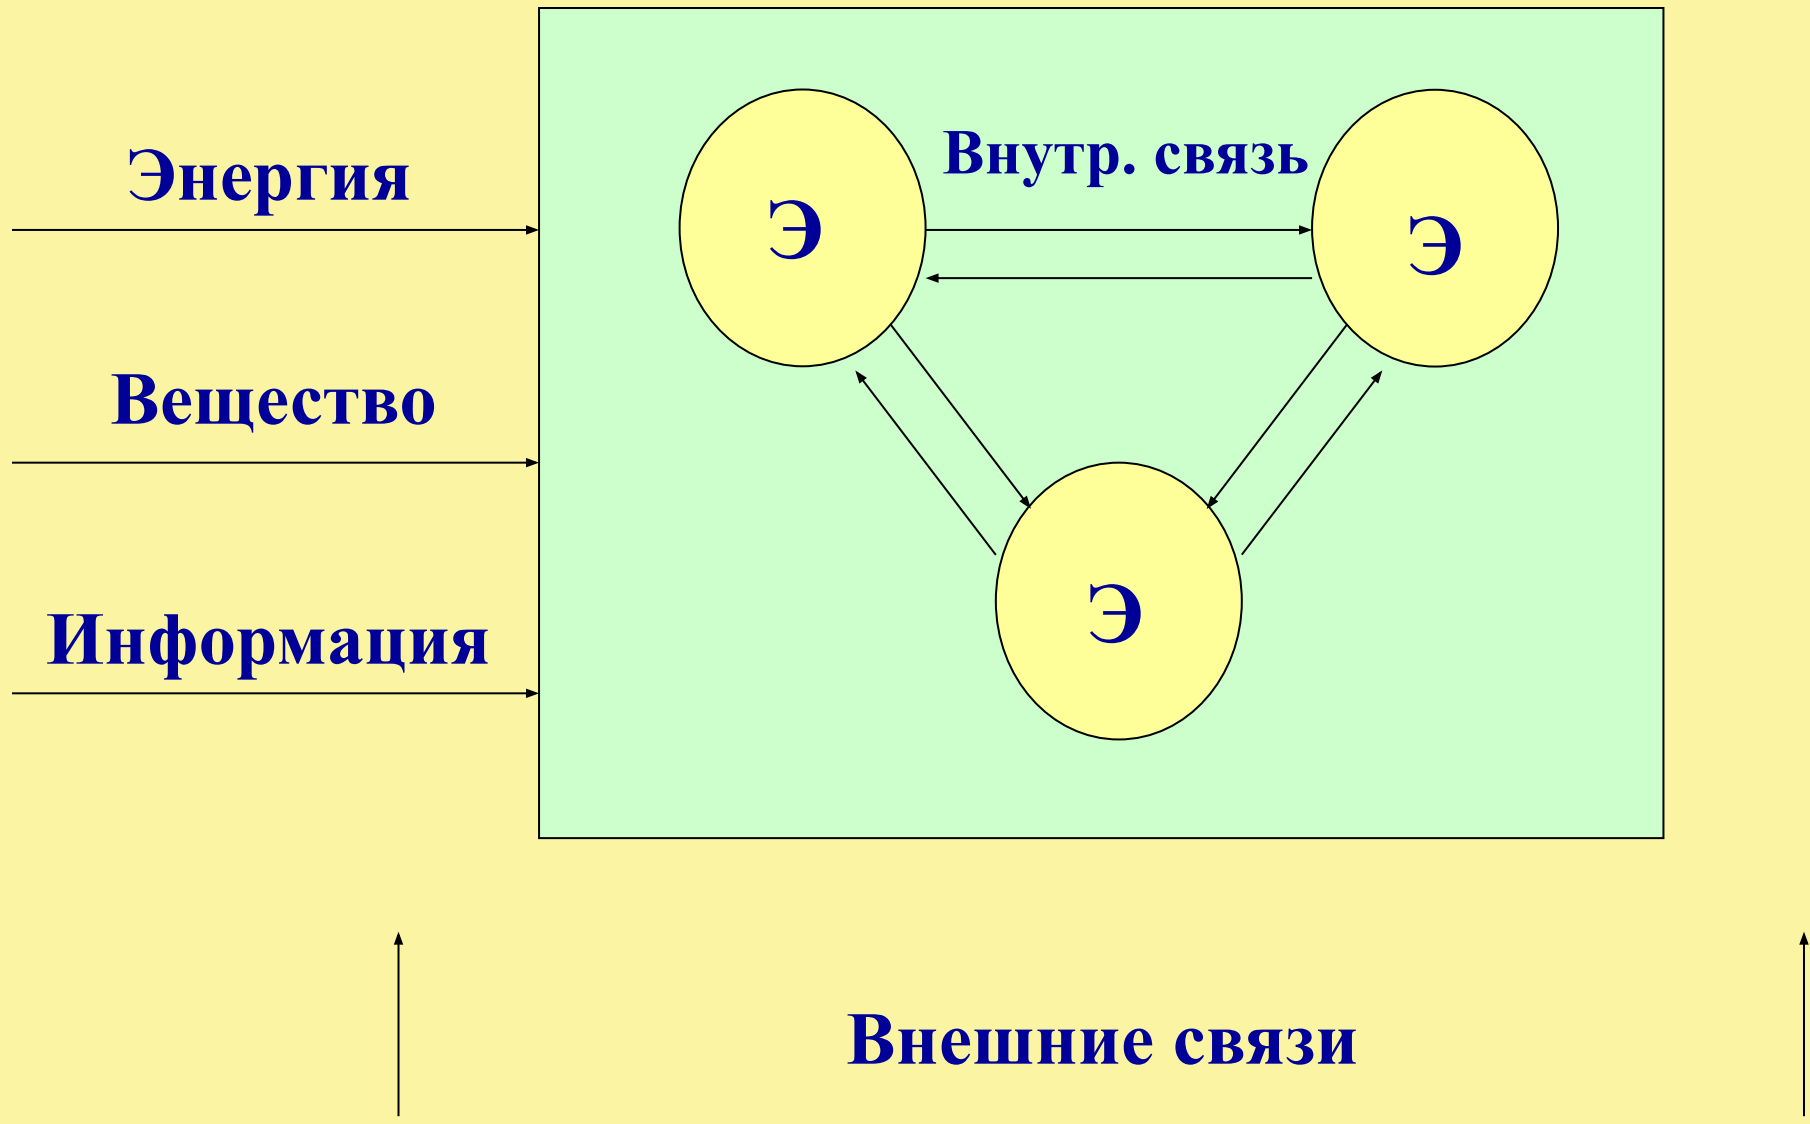 Внутр. связь
Энергия
Э
Э
Вещество
Информация
Э
Внешние связи